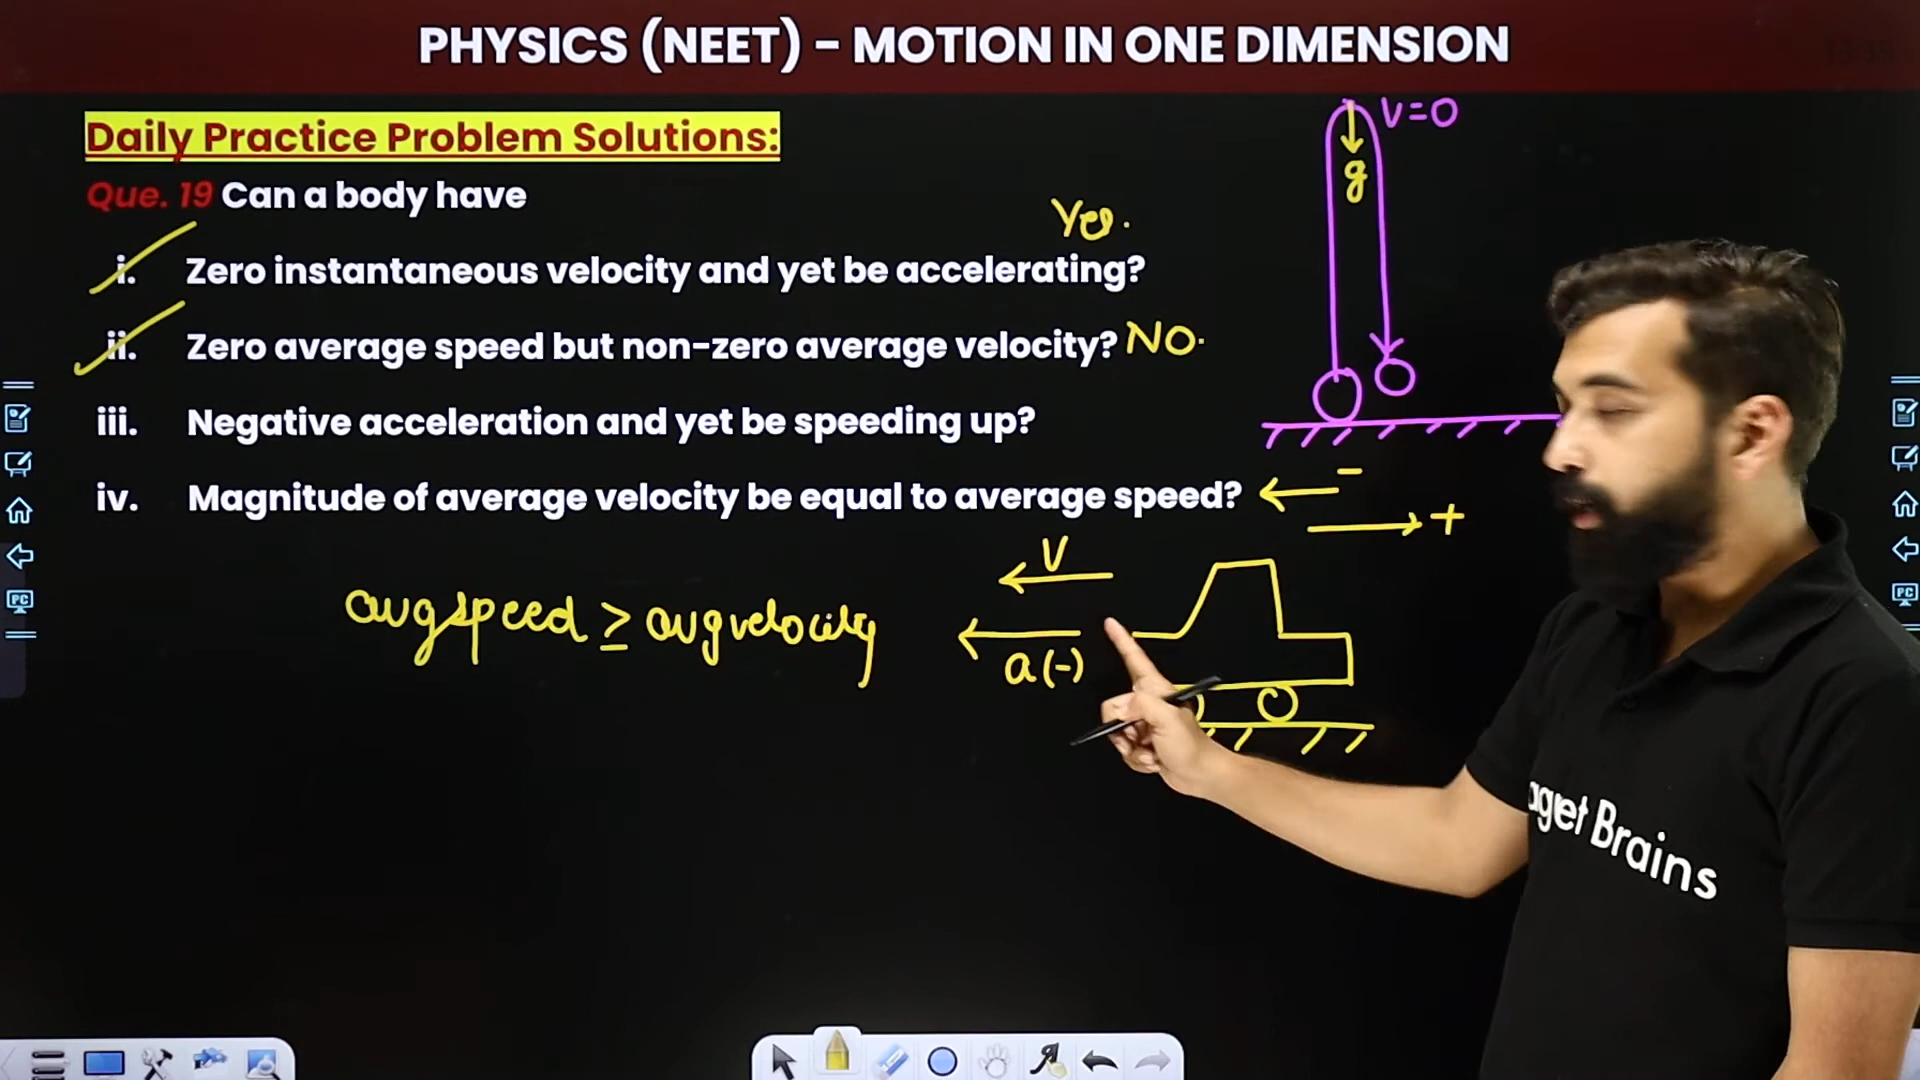 PHYSICS (NEET) - MOTION IN ONE DIMENSION
Daily Practice Problem Solutions:
Que. 19 Can a body have
i. Zero instantaneous velocity and yet be accelerating? Yes.
ii. Zero average speed but non-zero average velocity? NO.
iii. Negative acceleration and yet be speeding up?
iv. Magnitude of average velocity be equal to average speed?
V=0
g
-
+
V
a(-)
avg speed ≥ avg velocity
aget Brains
PC
PC